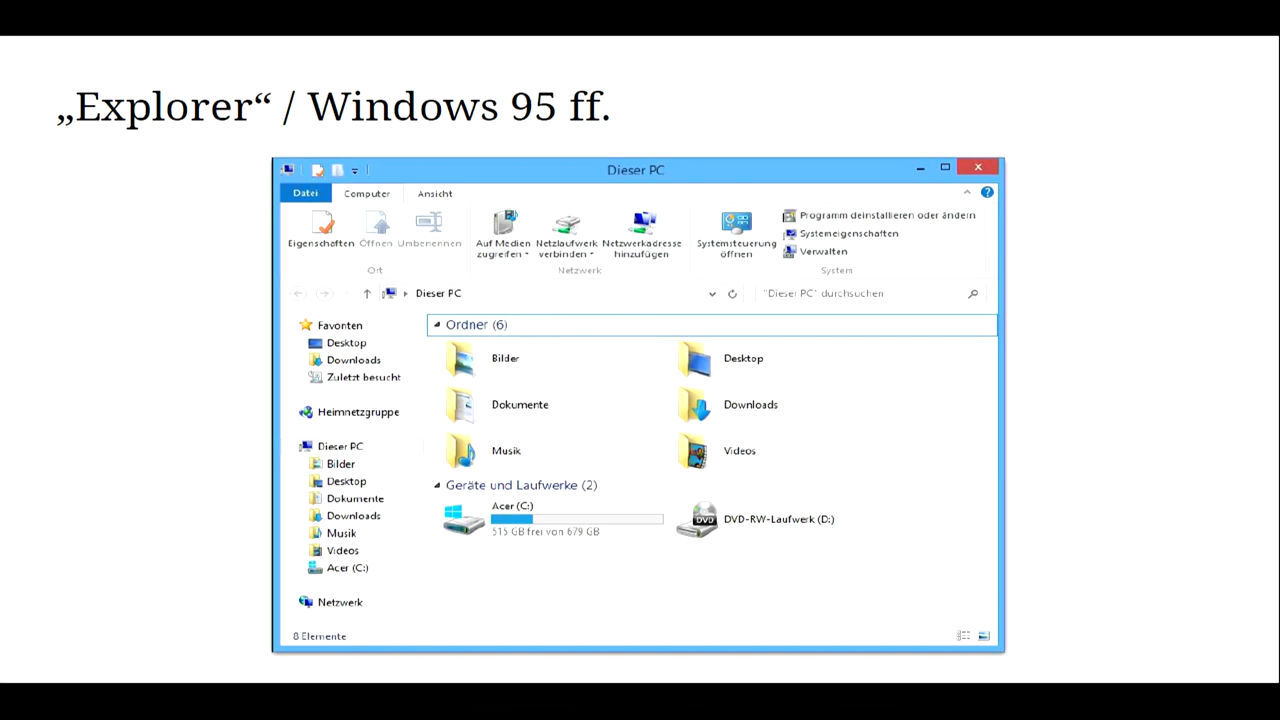 „Explorer“ / Windows 95 ff.
Dieser PC
Datei Computer Ansicht
Eigenschaften Öffnen Umbenennen
Ort
Auf Medien zugreifen
Netzlaufwerk verbinden
Netzwerkadresse hinzufügen
Netzwerk
Systemsteuerung öffnen
Programm deinstallieren oder ändern
Systemeigenschaften
Verwalten
System
Dieser PC
"Dieser PC" durchsuchen
Favoriten
Desktop
Downloads
Zuletzt besucht
Heimnetzgruppe
Dieser PC
Bilder
Desktop
Dokumente
Downloads
Musik
Videos
Acer (C:)
Netzwerk
Ordner (6)
Bilder Desktop
Dokumente Downloads
Musik Videos
Geräte und Laufwerke (2)
Acer (C:)
515 GB frei von 679 GB
DVD DVD-RW-Laufwerk (D:)
8 Elemente